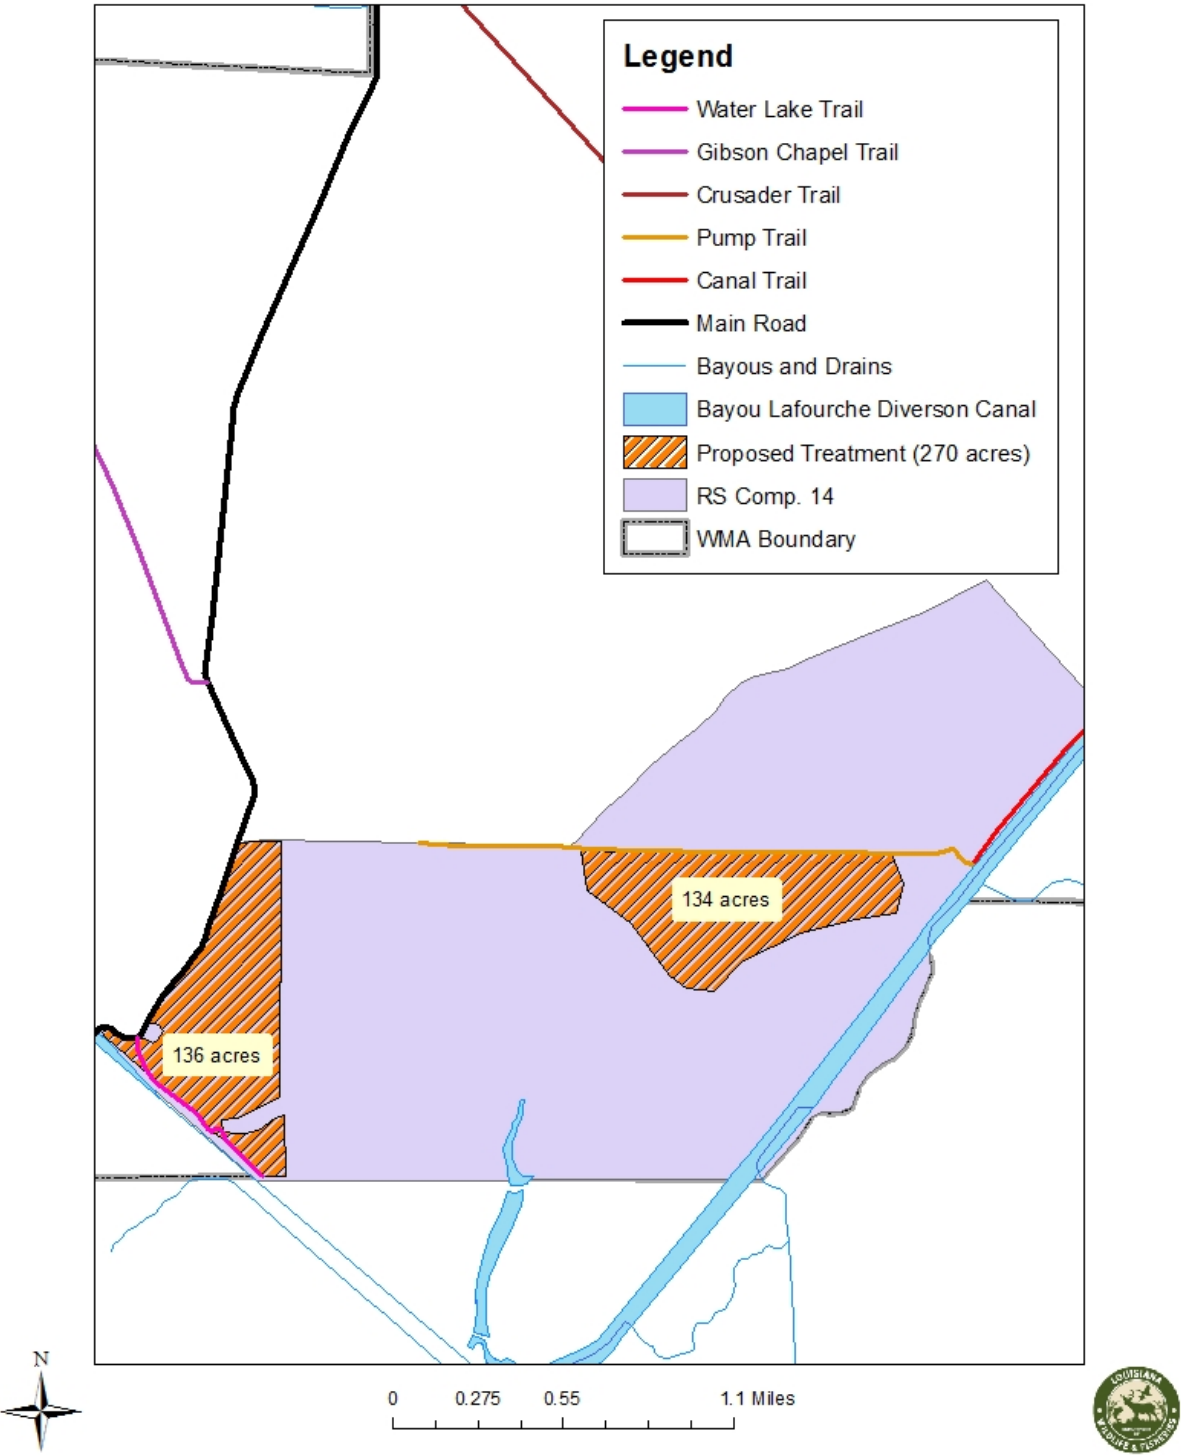 Legend
Water Lake Trail
Gibson Chapel Trail
Crusader Trail
Pump Trail
Canal Trail
Main Road
Bayous and Drains
Bayou Lafourche Diverson Canal
Proposed Treatment (270 acres)
RS Comp. 14
WMA Boundary
134 acres
136 acres
N
0 0.275 0.55 1.1 Miles
LOUISIANA
WILDLIFE & FISHERIES